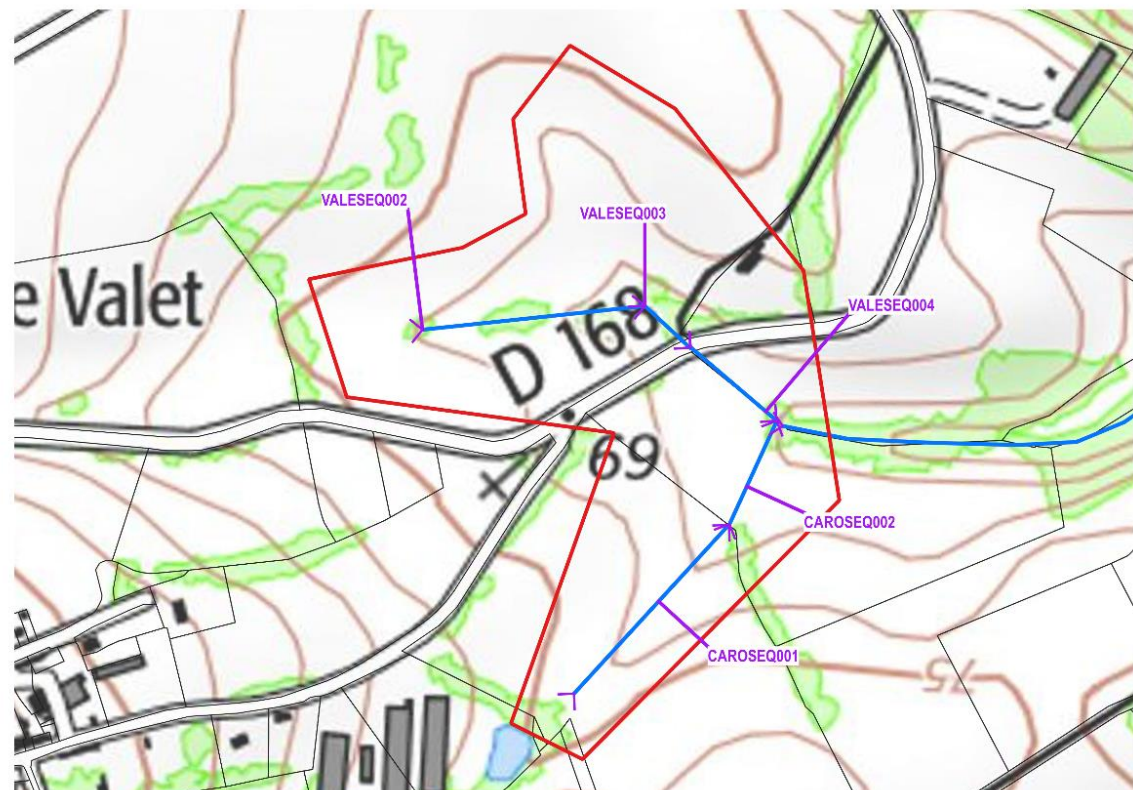 VALESEQ002
VALESEQ003
e Valet
D 168
VALESEQ004
69
CAROSEQ002
CAROSEQ001
75